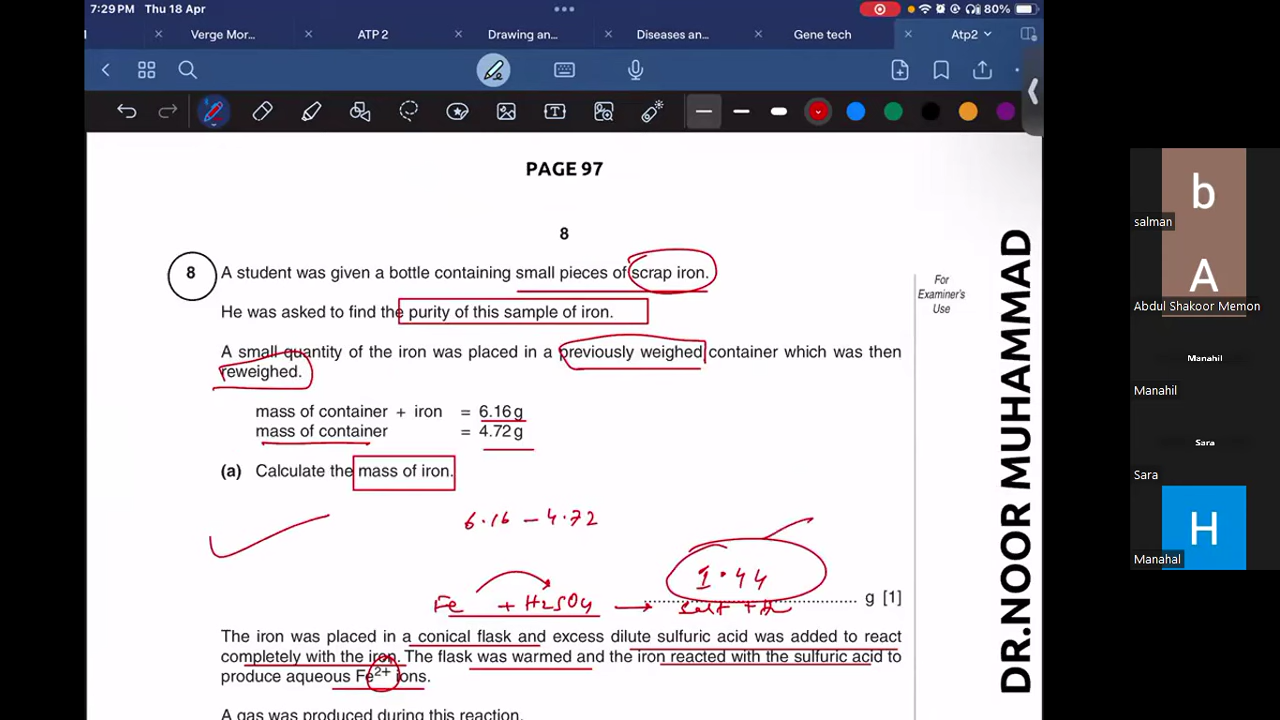 7:29 PM Thu 18 Apr
80%
Verge Mor...
ATP 2
Drawing an...
Diseases an...
Gene tech
Atp2
PAGE 97
8
8 A student was given a bottle containing small pieces of scrap iron.
For
Examiner's
Use
He was asked to find the purity of this sample of iron.
A small quantity of the iron was placed in a previously weighed container which was then
reweighed.
mass of container + iron = 6.16 g
mass of container = 4.72 g
(a) Calculate the mass of iron.
6.16 – 4.72
1.44
g [1]
Fe + H2SO4 → salt + H2
The iron was placed in a conical flask and excess dilute sulfuric acid was added to react
completely with the iron. The flask was warmed and the iron reacted with the sulfuric acid to
produce aqueous Fe2+ ions.
A gas was produced during this reaction.
DR.NOOR MUHAMMAD
b
salman
A
Abdul Shakoor Memon
Manahil
Manahil
Sara
Sara
H
Manahal